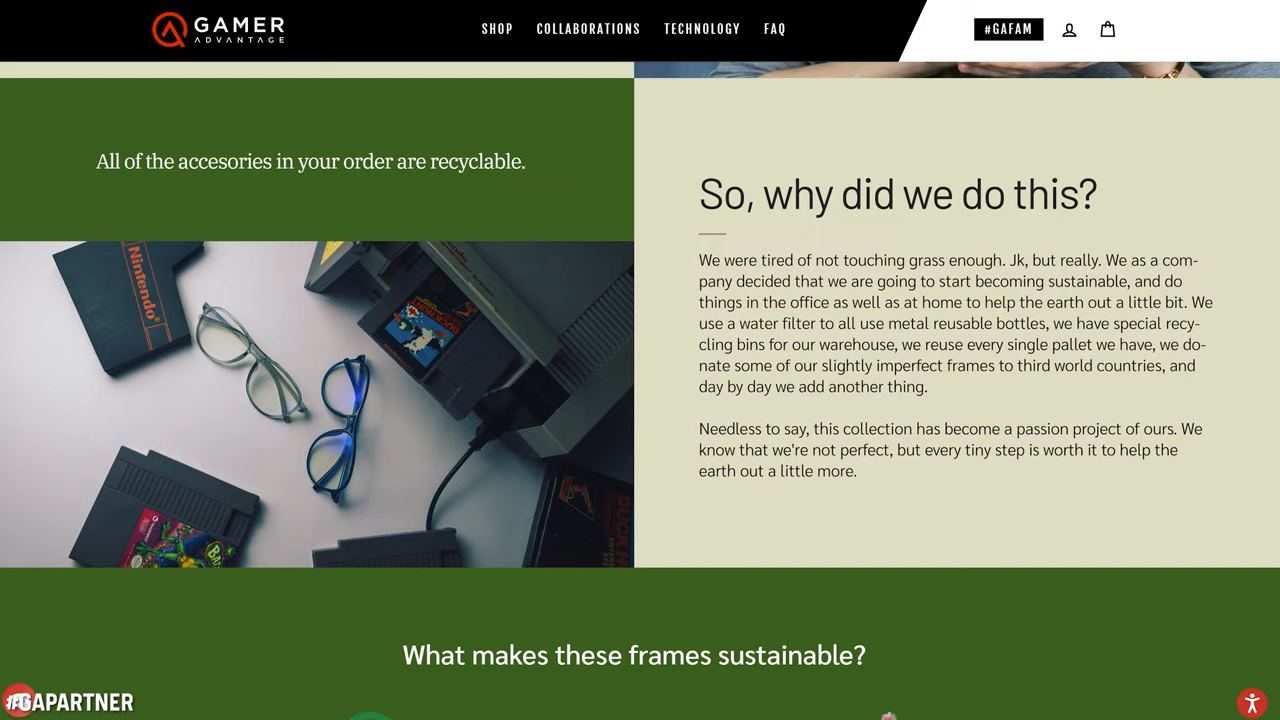 GAMER
ADVANTAGE
SHOP
COLLABORATIONS
TECHNOLOGY
FAQ
#GAFAM
All of the accesories in your order are recyclable.
Nintendo
DUCK HUNT
So, why did we do this?
We were tired of not touching grass enough. Jk, but really. We as a com-
pany decided that we are going to start becoming sustainable, and do
things in the office as well as at home to help the earth out a little bit. We
use a water filter to all use metal reusable bottles, we have special recy-
cling bins for our warehouse, we reuse every single pallet we have, we do-
nate some of our slightly imperfect frames to third world countries, and
day by day we add another thing.
Needless to say, this collection has become a passion project of ours. We
know that we're not perfect, but every tiny step is worth it to help the
earth out a little more.
What makes these frames sustainable?
#GAPARTNER